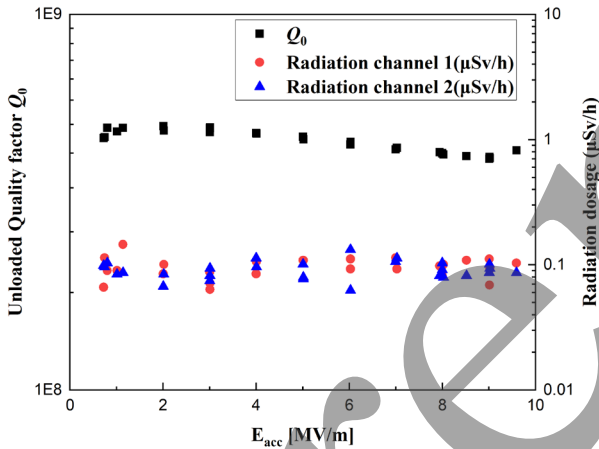 1E9
10
Q0
Radiation channel 1(μSv/h)
Radiation channel 2(μSv/h)
Unloaded Quality factor Q0
Radiation dosage (μSv/h)
1
0.1
1E8
0.01
0 2 4 6 8 10
Eacc [MV/m]